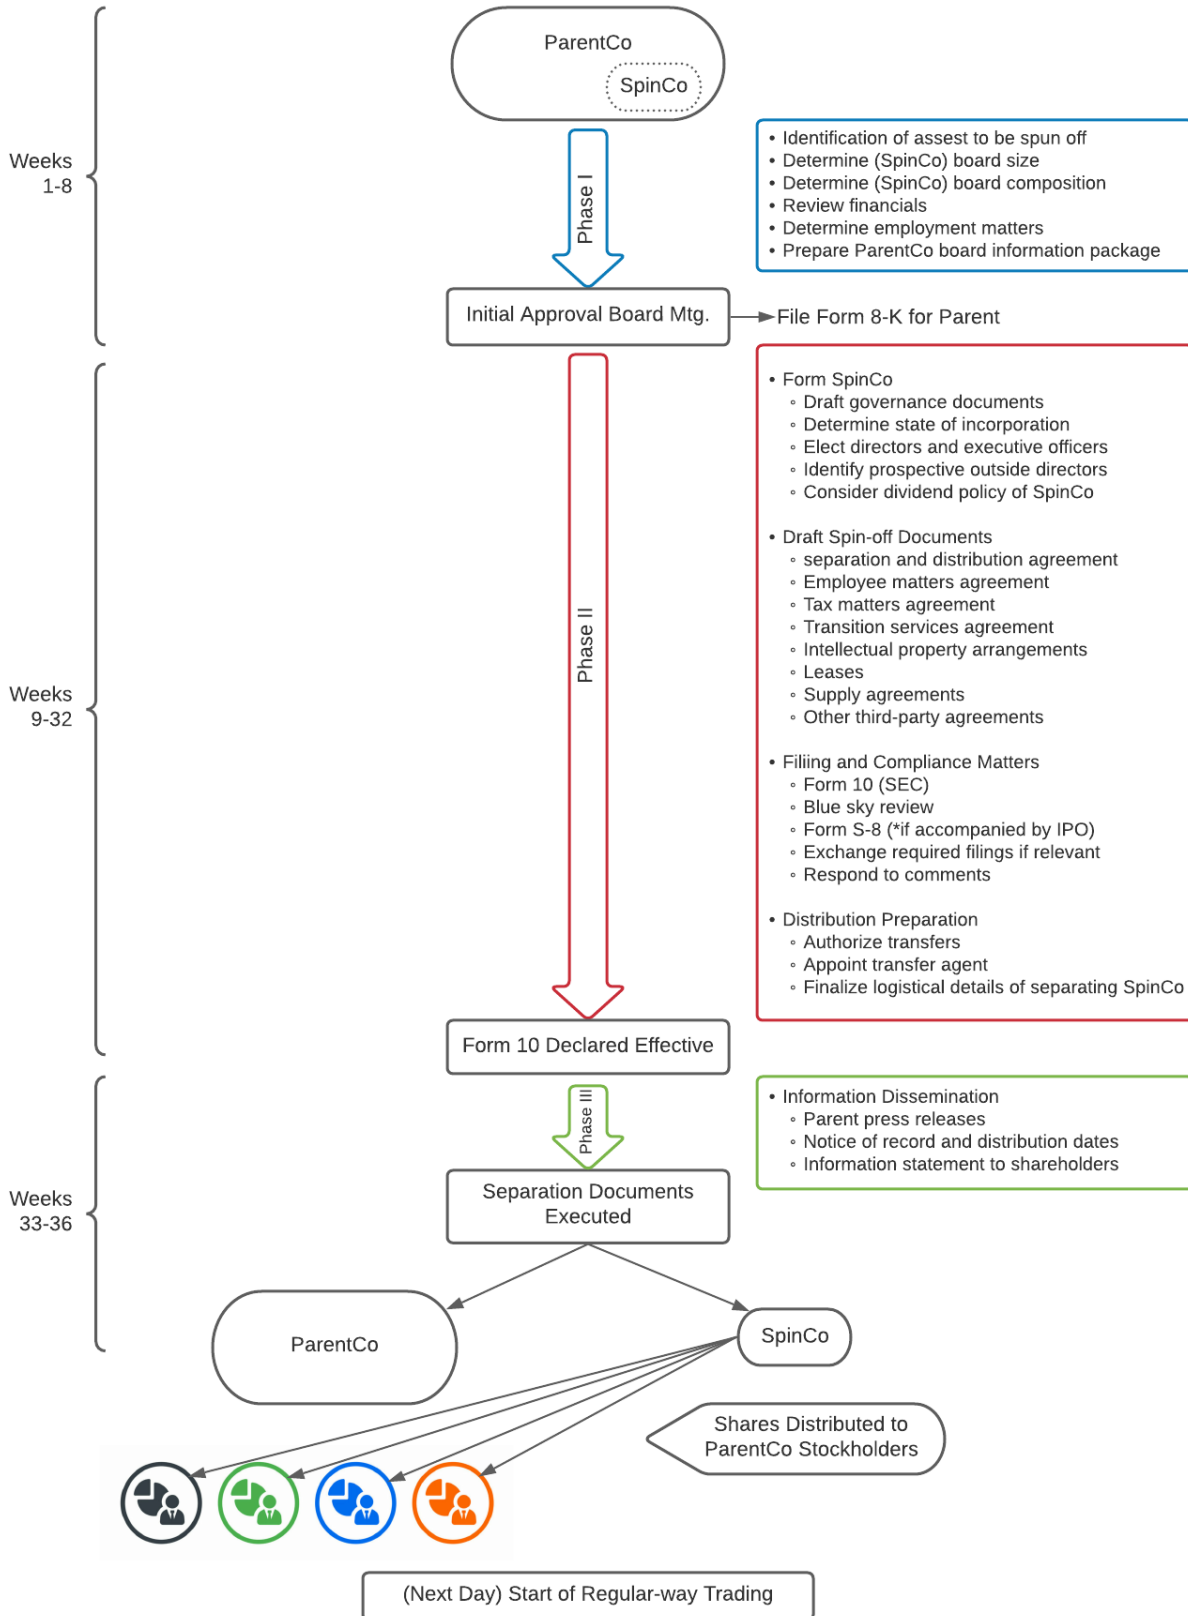 ParentCo
SpinCo
Weeks
1-8
Phase I
• Identification of assest to be spun off
• Determine (SpinCo) board size
• Determine (SpinCo) board composition
• Review financials
• Determine employment matters
• Prepare ParentCo board information package
Initial Approval Board Mtg.
File Form 8-K for Parent
Weeks
9-32
Phase II
• Form SpinCo
◦ Draft governance documents
◦ Determine state of incorporation
◦ Elect directors and executive officers
◦ Identify prospective outside directors
◦ Consider dividend policy of SpinCo
• Draft Spin-off Documents
◦ separation and distribution agreement
◦ Employee matters agreement
◦ Tax matters agreement
◦ Transition services agreement
◦ Intellectual property arrangements
◦ Leases
◦ Supply agreements
◦ Other third-party agreements
• Filiing and Compliance Matters
◦ Form 10 (SEC)
◦ Blue sky review
◦ Form S-8 (*if accompanied by IPO)
◦ Exchange required filings if relevant
◦ Respond to comments
• Distribution Preparation
◦ Authorize transfers
◦ Appoint transfer agent
◦ Finalize logistical details of separating SpinCo
Form 10 Declared Effective
Weeks
33-36
Phase III
• Information Dissemination
◦ Parent press releases
◦ Notice of record and distribution dates
◦ Information statement to shareholders
Separation Documents
Executed
ParentCo
SpinCo
Shares Distributed to
ParentCo Stockholders
(Next Day) Start of Regular-way Trading